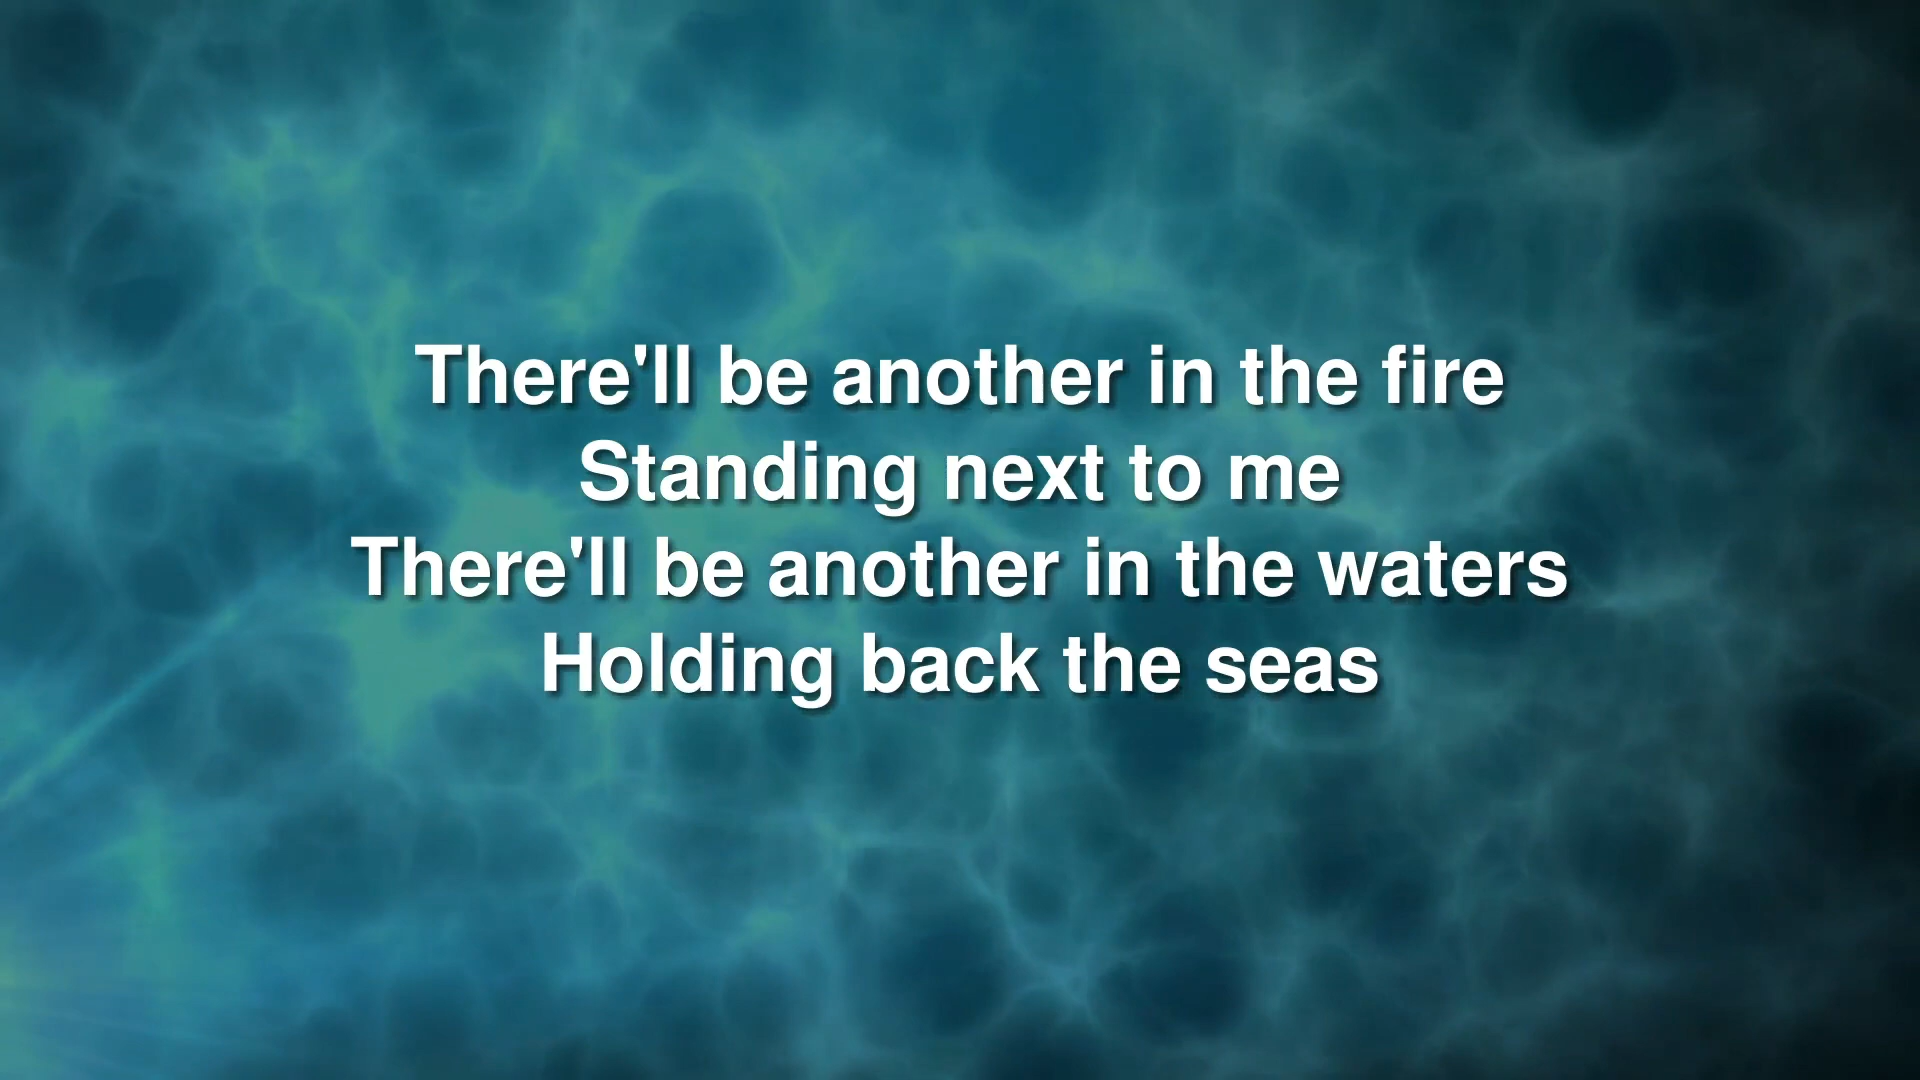 There'll be another in the fire
Standing next to me
There'll be another in the waters
Holding back the seas